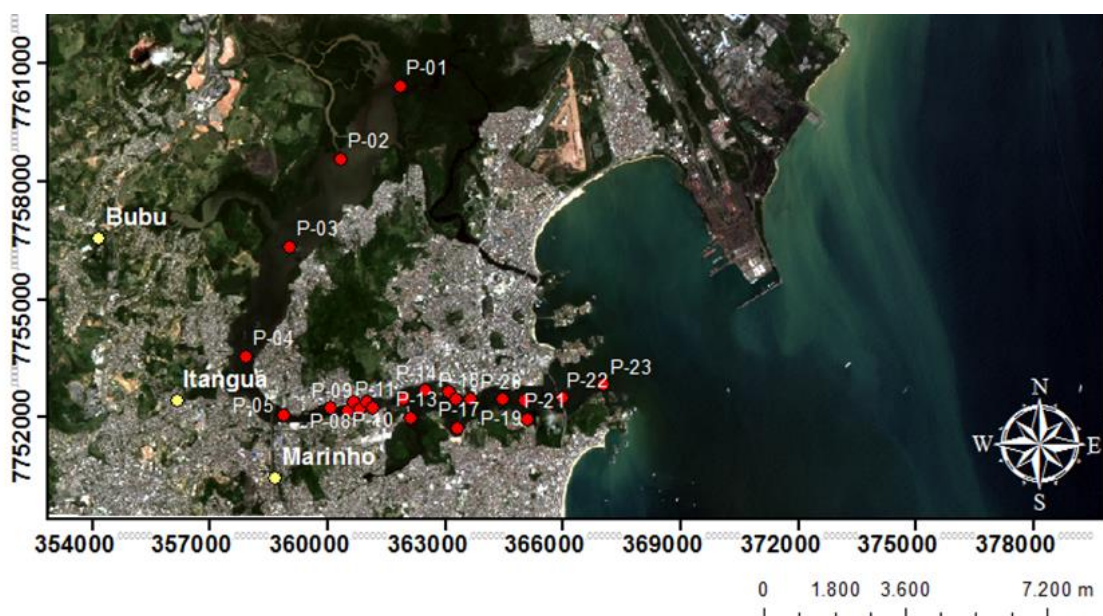 7761000
7758000
7755000
7752000
P-01
P-02
Bubu
P-03
P-04
Itanguá
P-23
P-22
P-14
P-18
P-20
P-09
P-11
P-05
P-13
P-21
P-08
P-10
P-17
P-19
Marinho
N
W E
S
354000 357000 360000 363000 366000 369000 372000 375000 378000
0 1.800 3.600 7.200 m